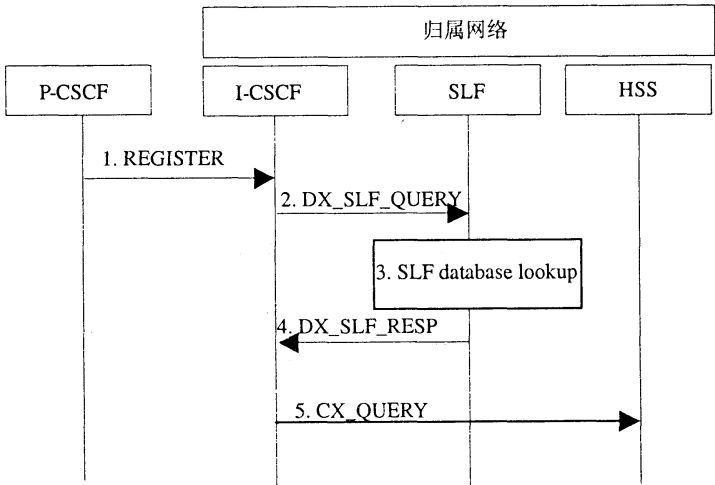 归属网络
P-CSCF
I-CSCF
SLF
HSS
1. REGISTER
2. DX_SLF_QUERY
3. SLF database lookup
4. DX_SLF_RESP
5. CX_QUERY